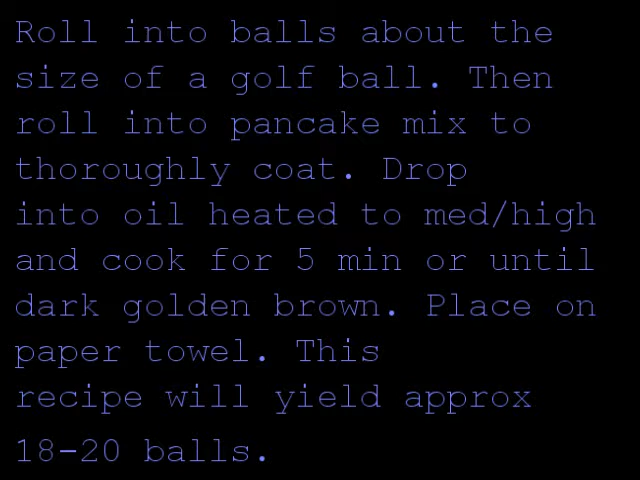 Roll into balls about the
size of a golf ball. Then
roll into pancake mix to
thoroughly coat. Drop
into oil heated to med/high
and cook for 5 min or until
dark golden brown. Place on
paper towel. This
recipe will yield approx
18-20 balls.